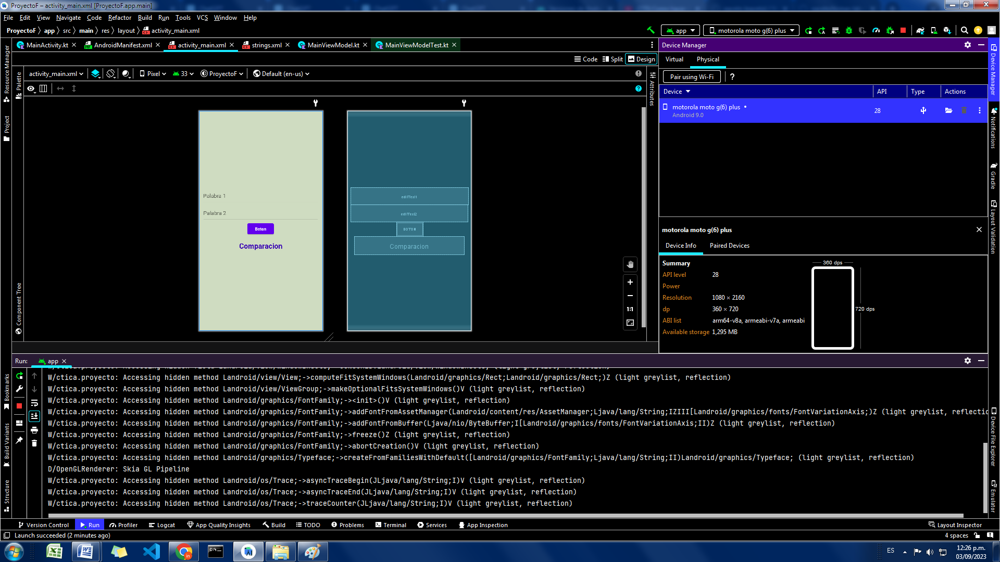 ProyectoF – activity_main.xml [ProyectoF.app.main]
File Edit View Navigate Code Refactor Build Run Tools VCS Window Help
ProyectoF app src main res layout activity_main.xml
app motorola moto g(6) plus
MainActivity.kt AndroidManifest.xml activity_main.xml strings.xml MainViewModel.kt MainViewModelTest.kt
Code Split Design
activity_main.xml Pixel 33 ProyectoF Default (en-us)
Resource Manager
Project
Bookmarks
Build Variants
Structure
Palette
Component Tree
Attributes
Palabra 1
Palabra 2
Boton
Comparacion
editText1
editText2
BOTON
Comparacion
1:1
Device Manager
Virtual Physical
Pair using Wi-Fi ?
Device API Type Actions
motorola moto g(6) plus
Android 9.0
28
motorola moto g(6) plus
Device Info Paired Devices
Summary
API level 28
Power
Resolution 1080 × 2160
dp 360 × 720
ABI list arm64-v8a, armeabi-v7a, armeabi
Available storage 1,295 MB
360 dps
720 dps
Device Manager
Notifications
Gradle
Layout Validation
Device File Explorer
Emulator
Run: app
W/ctica.proyecto: Accessing hidden method Landroid/view/View;->computeFitSystemWindows(Landroid/graphics/Rect;Landroid/graphics/Rect;)Z (light greylist, reflection)
W/ctica.proyecto: Accessing hidden method Landroid/view/ViewGroup;->makeOptionalFitsSystemWindows()V (light greylist, reflection)
W/ctica.proyecto: Accessing hidden method Landroid/graphics/FontFamily;-><init>()V (light greylist, reflection)
W/ctica.proyecto: Accessing hidden method Landroid/graphics/FontFamily;->addFontFromAssetManager(Landroid/content/res/AssetManager;Ljava/lang/String;IZIII[Landroid/graphics/fonts/FontVariationAxis;)Z (light greylist, reflectio
W/ctica.proyecto: Accessing hidden method Landroid/graphics/FontFamily;->addFontFromBuffer(Ljava/nio/ByteBuffer;I[Landroid/graphics/fonts/FontVariationAxis;II)Z (light greylist, reflection)
W/ctica.proyecto: Accessing hidden method Landroid/graphics/FontFamily;->freeze()Z (light greylist, reflection)
W/ctica.proyecto: Accessing hidden method Landroid/graphics/FontFamily;->abortCreation()V (light greylist, reflection)
W/ctica.proyecto: Accessing hidden method Landroid/graphics/Typeface;->createFromFamiliesWithDefault([Landroid/graphics/FontFamily;Ljava/lang/String;II)Landroid/graphics/Typeface; (light greylist, reflection)
D/OpenGLRenderer: Skia GL Pipeline
W/ctica.proyecto: Accessing hidden method Landroid/os/Trace;->asyncTraceBegin(JLjava/lang/String;I)V (light greylist, reflection)
W/ctica.proyecto: Accessing hidden method Landroid/os/Trace;->asyncTraceEnd(JLjava/lang/String;I)V (light greylist, reflection)
W/ctica.proyecto: Accessing hidden method Landroid/os/Trace;->traceCounter(JLjava/lang/String;I)V (light greylist, reflection)
Version Control Run Profiler Logcat App Quality Insights Build TODO Problems Terminal Services App Inspection Layout Inspector
Launch succeeded (2 minutes ago) 4 spaces
ES 12:26 p.m.
03/09/2023